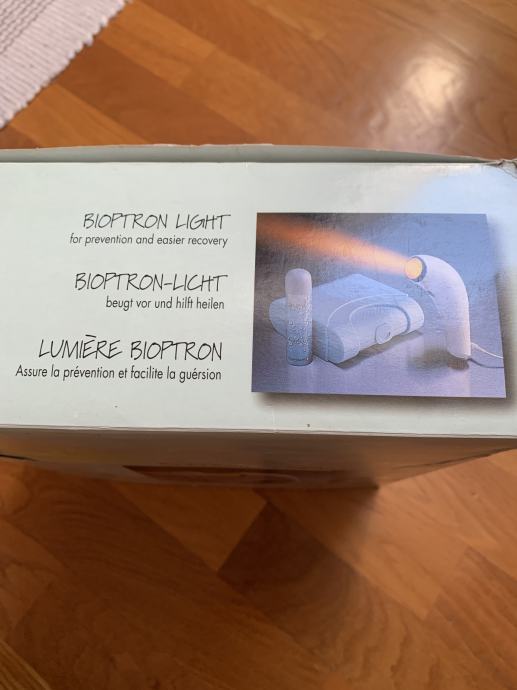 BIOPTRON LIGHT
for prevention and easier recovery
BIOPTRON-LICHT
beugt vor und hilft heilen
LUMIÈRE BIOPTRON
Assure la prévention et facilite la guérsion